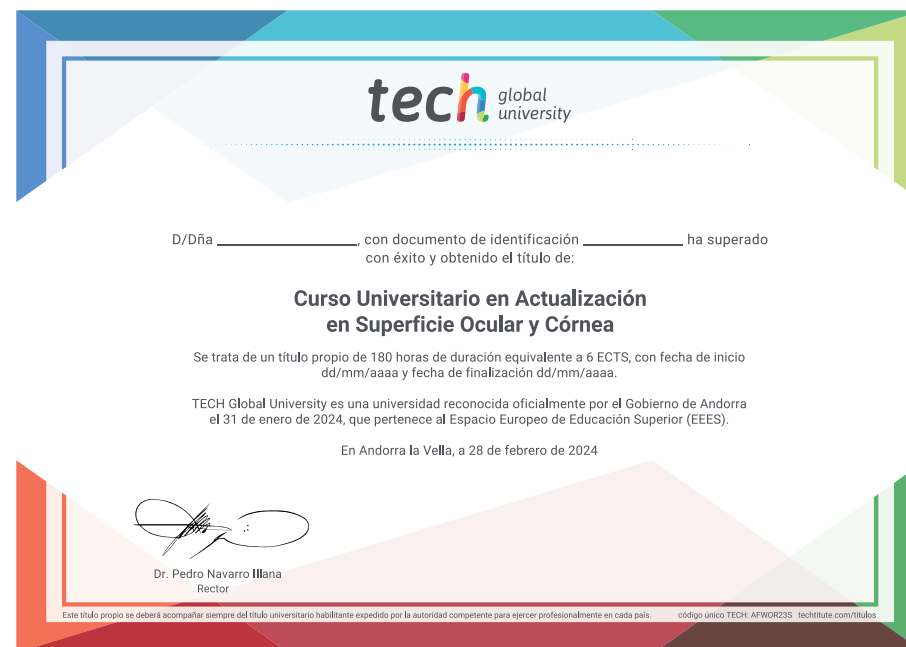 tech global
university
D/Dña ____________, con documento de identificación ____________ ha superado
con éxito y obtenido el título de:
Curso Universitario en Actualización
en Superficie Ocular y Córnea
Se trata de un título propio de 180 horas de duración equivalente a 6 ECTS, con fecha de inicio
dd/mm/aaaa y fecha de finalización dd/mm/aaaa.
TECH Global University es una universidad reconocida oficialmente por el Gobierno de Andorra
el 31 de enero de 2024, que pertenece al Espacio Europeo de Educación Superior (EEES).
En Andorra la Vella, a 28 de febrero de 2024
Dr. Pedro Navarro Illana
Rector
Este título propio se deberá acompañar siempre del título universitario habilitante expedido por la autoridad competente para ejercer profesionalmente en cada país. código único TECH: AFWOR23S techtitute.com/titulos